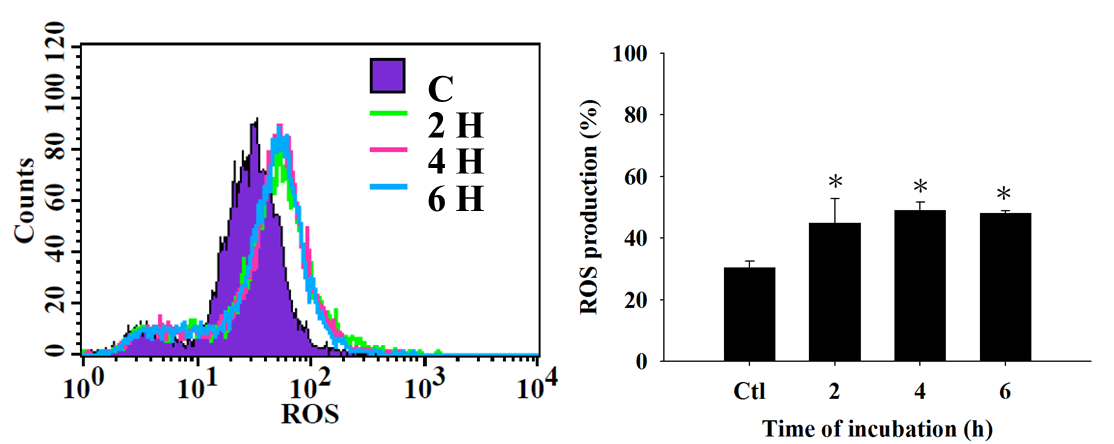 120
100
80
60
40
20
0
Counts
C
2 H
4 H
6 H
10^0 10^1 10^2 10^3 10^4
ROS
100
80
60
40
20
0
ROS production (%)
* * *
Ctl 2 4 6
Time of incubation (h)